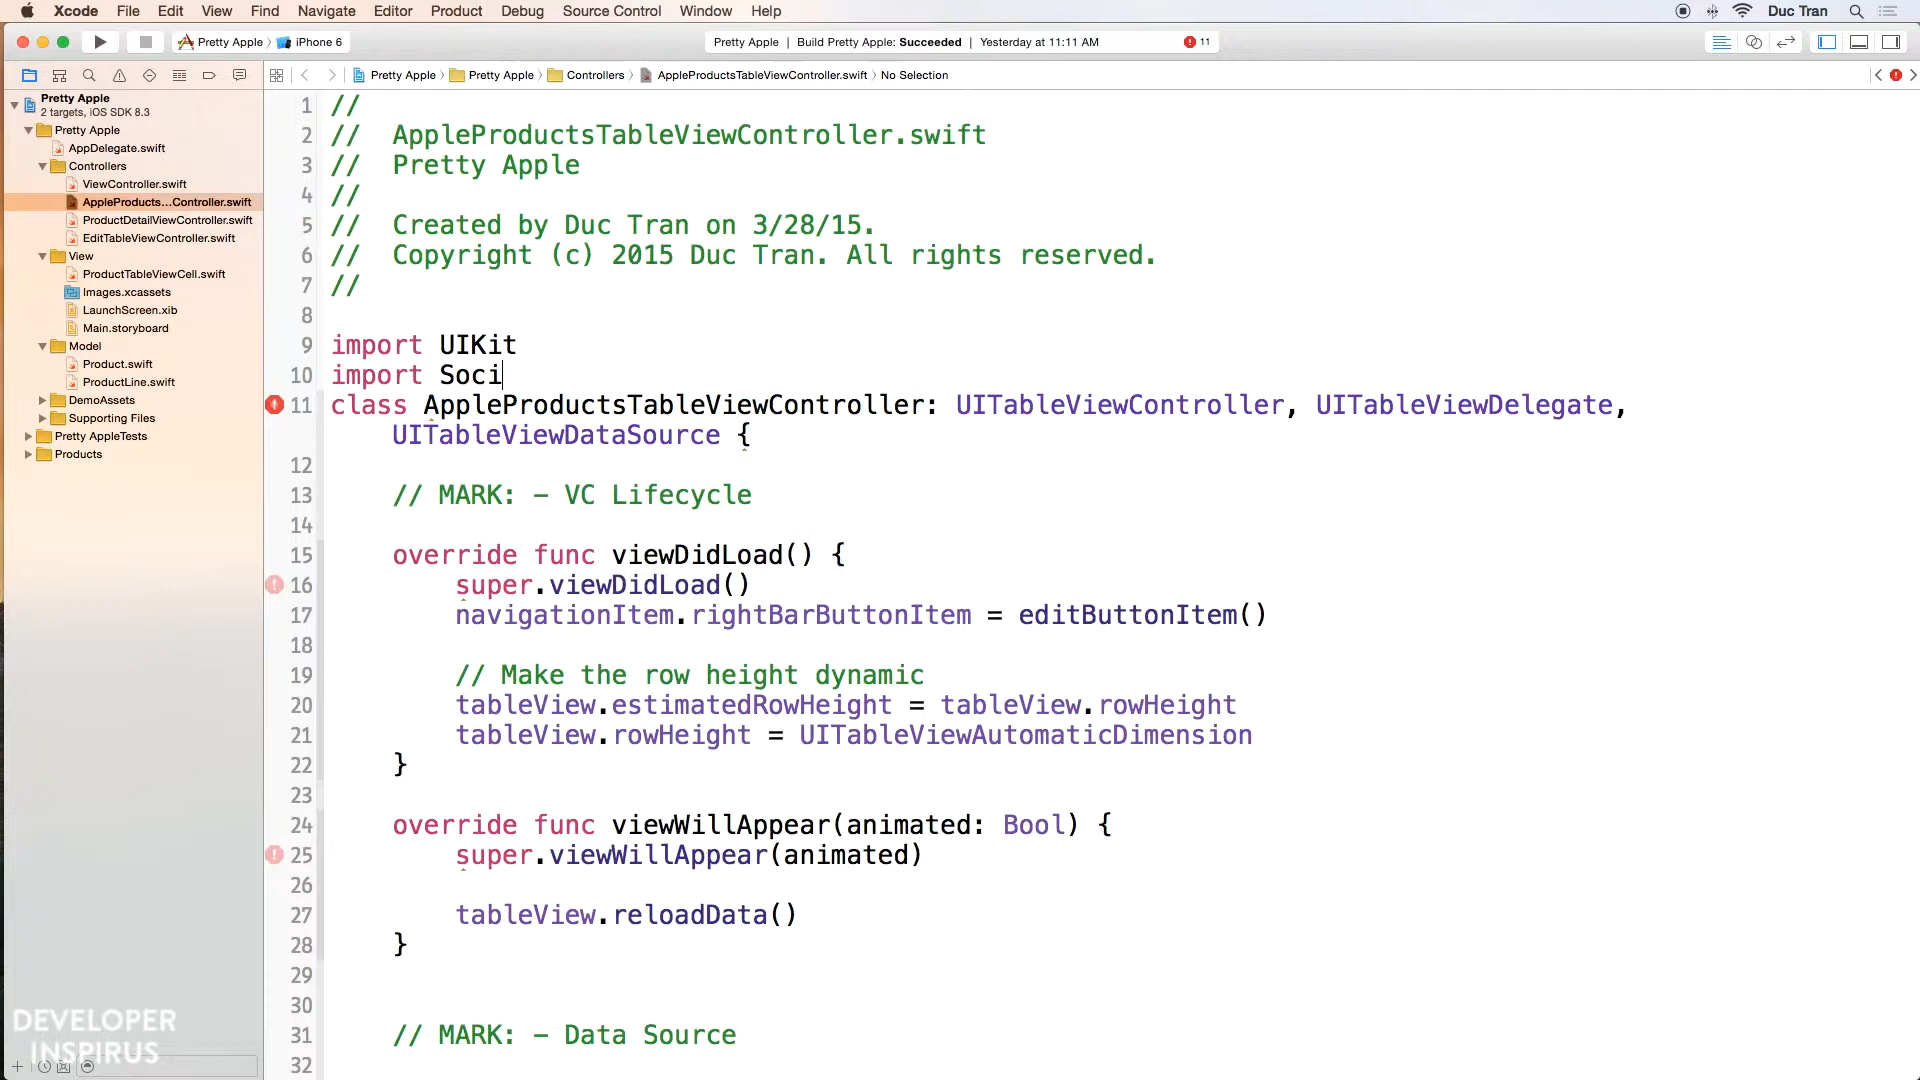 Xcode File Edit View Find Navigate Editor Product Debug Source Control Window Help
Duc Tran
Pretty Apple iPhone 6
Pretty Apple | Build Pretty Apple: Succeeded | Yesterday at 11:11 AM
11
Pretty Apple Pretty Apple Controllers AppleProductsTableViewController.swift No Selection
Pretty Apple
2 targets, iOS SDK 8.3
Pretty Apple
AppDelegate.swift
Controllers
ViewController.swift
AppleProducts...Controller.swift
ProductDetailViewController.swift
EditTableViewController.swift
View
ProductTableViewCell.swift
Images.xcassets
LaunchScreen.xib
Main.storyboard
Model
Product.swift
ProductLine.swift
DemoAssets
Supporting Files
Pretty AppleTests
Products
DEVELOPER
INSPIRUS
1 //
2 // AppleProductsTableViewController.swift
3 // Pretty Apple
4 //
5 // Created by Duc Tran on 3/28/15.
6 // Copyright (c) 2015 Duc Tran. All rights reserved.
7 //
8
9 import UIKit
10 import Soci
11 class AppleProductsTableViewController: UITableViewController, UITableViewDelegate,
UITableViewDataSource {
12
13 // MARK: - VC Lifecycle
14
15 override func viewDidLoad() {
16 super.viewDidLoad()
17 navigationItem.rightBarButtonItem = editButtonItem()
18
19 // Make the row height dynamic
20 tableView.estimatedRowHeight = tableView.rowHeight
21 tableView.rowHeight = UITableViewAutomaticDimension
22 }
23
24 override func viewWillAppear(animated: Bool) {
25 super.viewWillAppear(animated)
26
27 tableView.reloadData()
28 }
29
30
31 // MARK: - Data Source
32